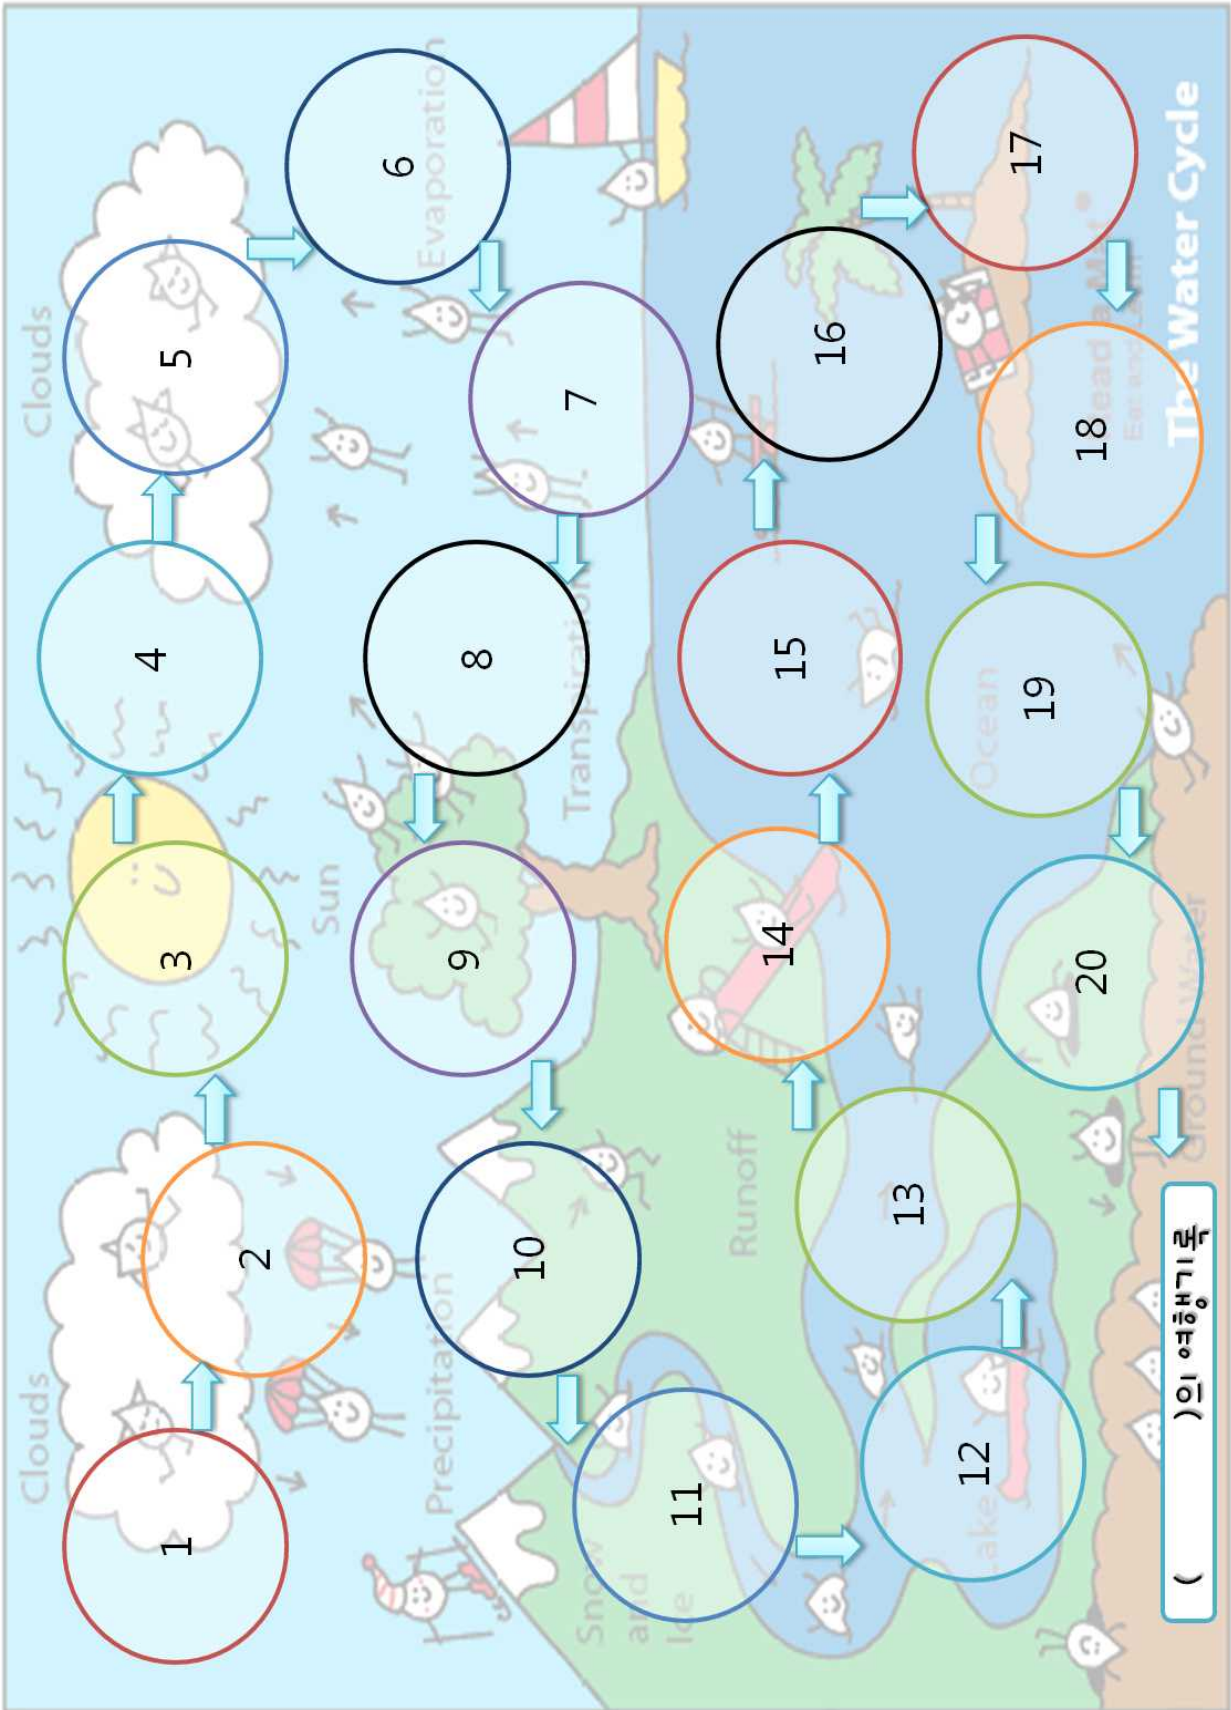 Clouds
Clouds
1
2
3
4
5
Sun
6
7
8
9
10
Precipitation
Evaporation
Transpiration
Snow
and
Ice
Runoff
11
12
13
14
15
16
17
18
19
20
Lake
Ocean
The Water Cycle
Ground Water
( )의 여행기록